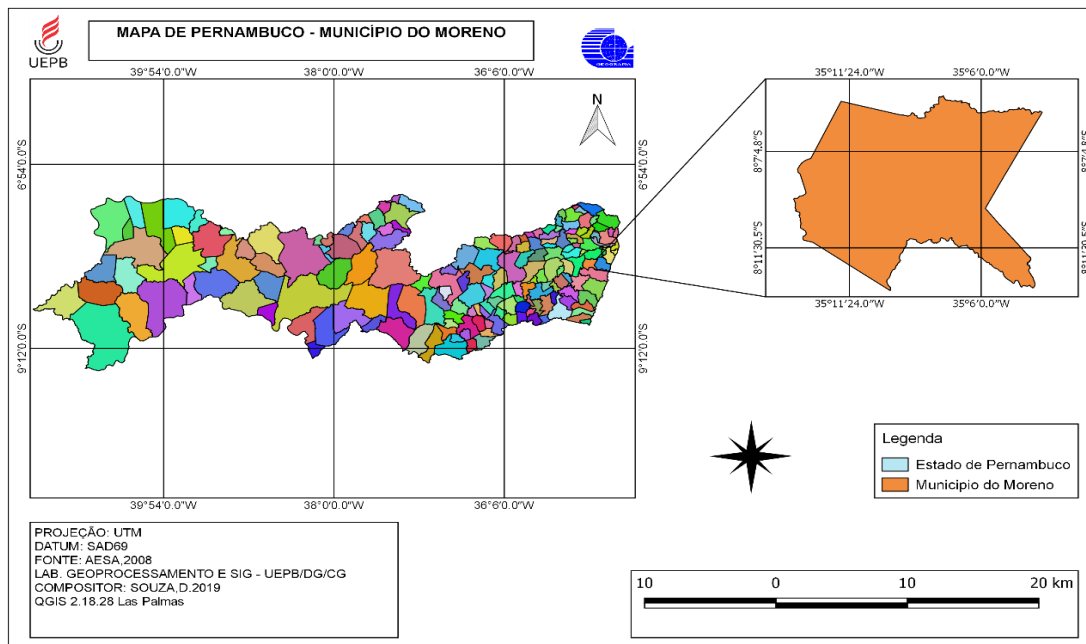 UEPB
MAPA DE PERNAMBUCO - MUNICÍPIO DO MORENO
GEOGRAFIA
39°54'0.0"W 38°0'0.0"W 36°6'0.0"W
N
6°54'0.0"S 6°54'0.0"S
9°12'0.0"S 9°12'0.0"S
39°54'0.0"W 38°0'0.0"W 36°6'0.0"W
35°11'24.0"W 35°6'0.0"W
8°7'4.8"S 8°7'4.8"S
8°11'30.5"S
35°11'24.0"W 35°6'0.0"W
Legenda
Estado de Pernambuco
Municipio do Moreno
PROJEÇÃO: UTM
DATUM: SAD69
FONTE: AESA,2008
LAB. GEOPROCESSAMENTO E SIG - UEPB/DG/CG
COMPOSITOR: SOUZA,D.2019
QGIS 2.18.28 Las Palmas
10 0 10 20 km